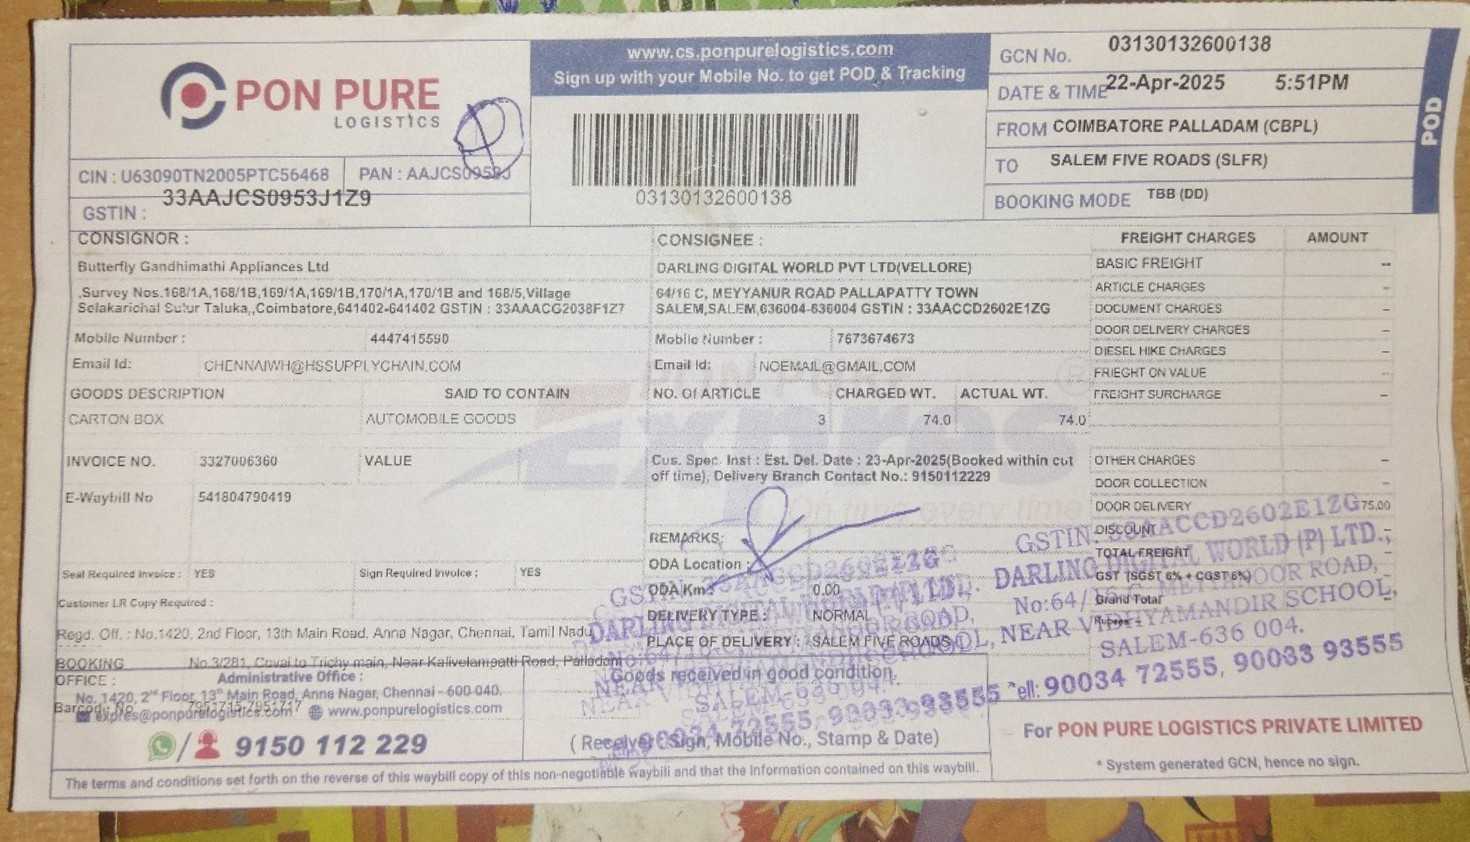 PON PURE
LOGISTICS
www.cs.ponpurelogistics.com
Sign up with your Mobile No. to get POD & Tracking
03130132600138
GCN No. 03130132600138
DATE & TIME 22-Apr-2025 5:51PM
FROM COIMBATORE PALLADAM (CBPL)
TO SALEM FIVE ROADS (SLFR)
BOOKING MODE TBB (DD)
POD
CIN : U63090TN2005PTC56468 PAN : AAJCS0953J
GSTIN : 33AAJCS0953J1Z9
CONSIGNOR :
Butterfly Gandhimathi Appliances Ltd
,Survey Nos.168/1A,168/1B,169/1A,169/1B,170/1A,170/1B and 168/5,Village
Selakarichal Sulur Taluka,,Coimbatore,641402-641402 GSTIN : 33AAACG2038F1Z7
Mobile Number : 4447415590
Email Id: CHENNAIWH@HSSUPPLYCHAIN.COM
CONSIGNEE :
DARLING DIGITAL WORLD PVT LTD(VELLORE)
64/16 C, MEYYANUR ROAD PALLAPATTY TOWN
SALEM,SALEM,636004-636004 GSTIN : 33AACCD2602E1ZG
Mobile Number : 7673674673
Email Id: NOEMAIL@GMAIL.COM
GOODS DESCRIPTION SAID TO CONTAIN NO. Of ARTICLE CHARGED WT. ACTUAL WT.
CARTON BOX AUTOMOBILE GOODS 3 74.0 74.0
INVOICE NO. 3327006360 VALUE
E-Waybill No 541804790419
Cus. Spec. Inst : Est. Del. Date : 23-Apr-2025(Booked within cut
off time), Delivery Branch Contact No.: 9150112229
REMARKS:
ODA Location :
ODA Km: 0.00
DELIVERY TYPE : NORMAL
PLACE OF DELIVERY : SALEM FIVE ROADS
Goods received in good condition.
(Receiver Sign, Mobile No., Stamp & Date)
FREIGHT CHARGES AMOUNT
BASIC FREIGHT --
ARTICLE CHARGES --
DOCUMENT CHARGES --
DOOR DELIVERY CHARGES --
DIESEL HIKE CHARGES --
FRIEGHT ON VALUE --
FREIGHT SURCHARGE --
OTHER CHARGES --
DOOR COLLECTION --
DOOR DELIVERY 75.00
DISCOUNT --
TOTAL FREIGHT
GST (SGST 6% + CGST 6%)
Grand Total
Rupees :
Seal Required Invoice : YES Sign Required Invoice : YES
Customer LR Copy Required :
Regd. Off. : No.1420, 2nd Floor, 13th Main Road, Anna Nagar, Chennai, Tamil Nadu
BOOKING OFFICE : No.3/281, Covai to Trichy main, Near Kalivelampatti Road, Palladam
Administrative Office :
No. 1420, 2nd Floor, 13th Main Road, Anna Nagar, Chennai - 600 040.
Barcode No 7951715-7951717
expres@ponpurelogistics.com www.ponpurelogistics.com
9150 112 229
GSTIN: 33AACCD2602E1ZG
DARLING DIGITAL WORLD (P) LTD.,
No:64/16-C, MEYYANOOR ROAD,
NEAR VIDHYAMANDIR SCHOOL,
SALEM-636 004.
Cell: 90034 72555, 90033 93555
For PON PURE LOGISTICS PRIVATE LIMITED
* System generated GCN, hence no sign.
The terms and conditions set forth on the reverse of this waybill copy of this non-negotiable waybill and that the Information contained on this waybill.